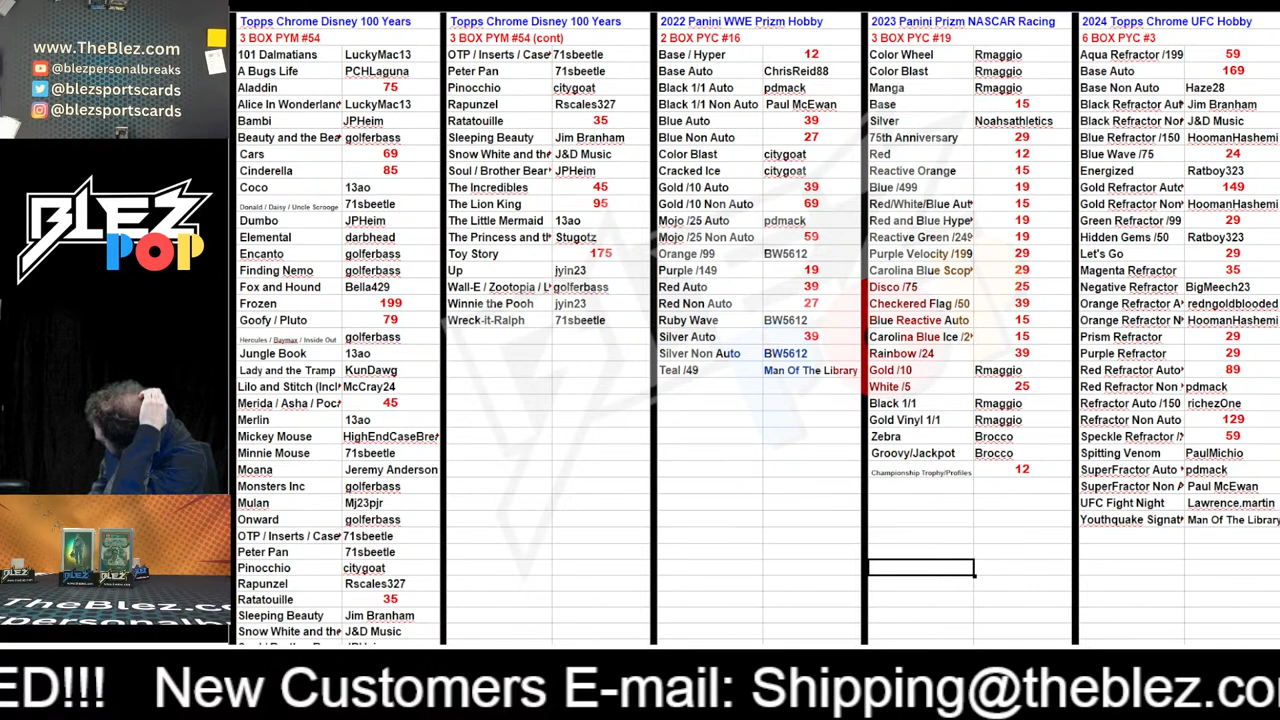 www.TheBlez.com
@blezpersonalbreaks
@blezsportscards
BLEZ
POP
BLEZ BLEZ
TheBlez.c
Topps Chrome Disney 100 Years
3 BOX PYM #54
101 Dalmatians LuckyMac13
A Bugs Life PCHLaguna
Aladdin 75
Alice In Wonderlan LuckyMac13
Bambi JPHeim
Beauty and the Bea golferbass
Cars 69
Cinderella 85
Coco 13ao
Donald / Daisy / Uncle Scrooge 71sbeetle
Dumbo JPHeim
Elemental darbhead
Encanto golferbass
Finding Nemo golferbass
Fox and Hound Bella429
Frozen 199
Goofy / Pluto 79
Hercules / Baymax / Inside Out golferbass
Jungle Book 13ao
Lady and the Tramp KunDawg
Lilo and Stitch (Incl McCray24
Merida / Asha / Poc 45
Merlin 13ao
Mickey Mouse HighEndCaseBre
Minnie Mouse 71sbeetle
Moana Jeremy Anderson
Monsters Inc golferbass
Mulan Mj23pjr
Onward golferbass
OTP / Inserts / Case 71sbeetle
Peter Pan 71sbeetle
Pinocchio citygoat
Rapunzel Rscales327
Ratatouille 35
Sleeping Beauty Jim Branham
Snow White and the J&D Music
Topps Chrome Disney 100 Years
3 BOX PYM #54 (cont)
OTP / Inserts / Case 71sbeetle
Peter Pan 71sbeetle
Pinocchio citygoat
Rapunzel Rscales327
Ratatouille 35
Sleeping Beauty Jim Branham
Snow White and the J&D Music
Soul / Brother Bear JPHeim
The Incredibles 45
The Lion King 95
The Little Mermaid 13ao
The Princess and th Stugotz
Toy Story 175
Up jyin23
Wall-E / Zootopia / L golferbass
Winnie the Pooh jyin23
Wreck-it-Ralph 71sbeetle
2022 Panini WWE Prizm Hobby
2 BOX PYC #16
Base / Hyper 12
Base Auto ChrisReid88
Black 1/1 Auto pdmack
Black 1/1 Non Auto Paul McEwan
Blue Auto 39
Blue Non Auto 27
Color Blast citygoat
Cracked Ice citygoat
Gold /10 Auto 39
Gold /10 Non Auto 69
Mojo /25 Auto pdmack
Mojo /25 Non Auto 59
Orange /99 BW5612
Purple /149 19
Red Auto 39
Red Non Auto 27
Ruby Wave BW5612
Silver Auto 39
Silver Non Auto BW5612
Teal /49 Man Of The Library
2023 Panini Prizm NASCAR Racing
3 BOX PYC #19
Color Wheel Rmaggio
Color Blast Rmaggio
Manga Rmaggio
Base 15
Silver Noahsathletics
75th Anniversary 29
Red 12
Reactive Orange 15
Blue /499 19
Red/White/Blue Aut 15
Red and Blue Hype 19
Reactive Green /249 19
Purple Velocity /199 29
Carolina Blue Scop 29
Disco /75 25
Checkered Flag /50 39
Blue Reactive Auto 15
Carolina Blue Ice /2 15
Rainbow /24 39
Gold /10 Rmaggio
White /5 25
Black 1/1 Rmaggio
Gold Vinyl 1/1 Rmaggio
Zebra Brocco
Groovy/Jackpot Brocco
Championship Trophy/Profiles 12
2024 Topps Chrome UFC Hobby
6 BOX PYC #3
Aqua Refractor /199 59
Base Auto 169
Base Non Auto Haze28
Black Refractor Au Jim Branham
Black Refractor No J&D Music
Blue Refractor /150 HoomanHashemi
Blue Wave /75 24
Energized Ratboy323
Gold Refractor Aut 149
Gold Refractor Non HoomanHashemi
Green Refractor /99 29
Hidden Gems /50 Ratboy323
Let's Go 29
Magenta Refractor 35
Negative Refractor BigMeech23
Orange Refractor A redngoldblooded
Orange Refractor N HoomanHashemi
Prism Refractor 29
Purple Refractor 29
Red Refractor Auto 89
Red Refractor Non pdmack
Refractor Auto /150 richezOne
Refractor Non Auto 129
Speckle Refractor / 59
Spitting Venom PaulMichio
SuperFractor Auto pdmack
SuperFractor Non A Paul McEwan
UFC Fight Night Lawrence.martin
Youthquake Signat Man Of The Library
ED!!! New Customers E-mail: Shipping@theblez.co